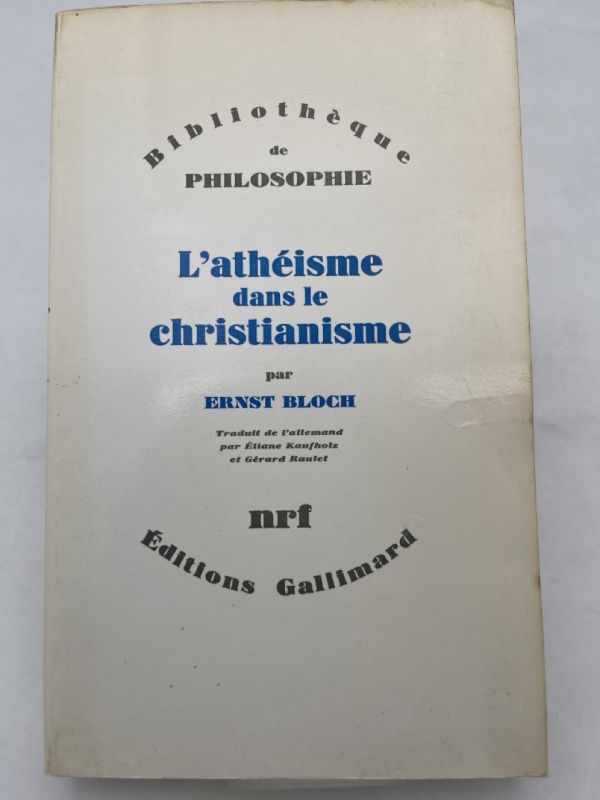 Bibliothèque
de
PHILOSOPHIE
L'athéisme
dans le
christianisme
par
ERNST BLOCH
Traduit de l'allemand
par Éliane Kaufholz
et Gérard Raulet
nrf
Éditions Gallimard